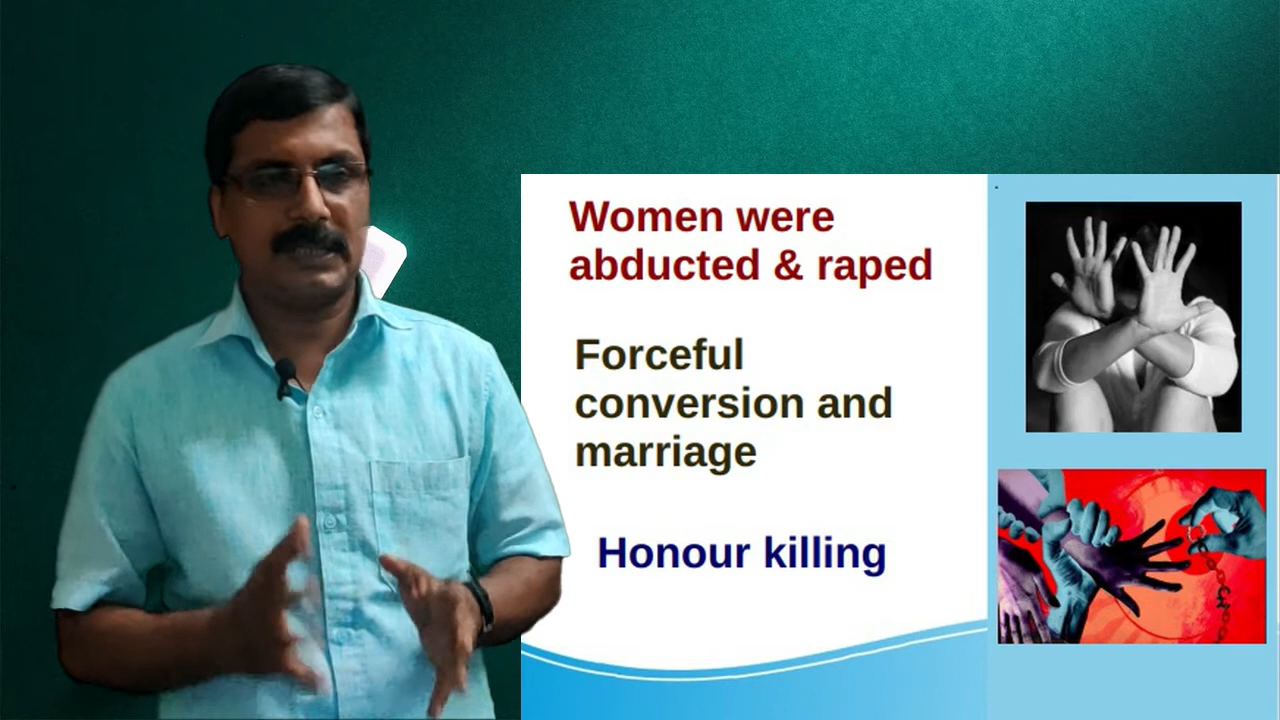 Women were
abducted & raped
Forceful
conversion and
marriage
Honour killing